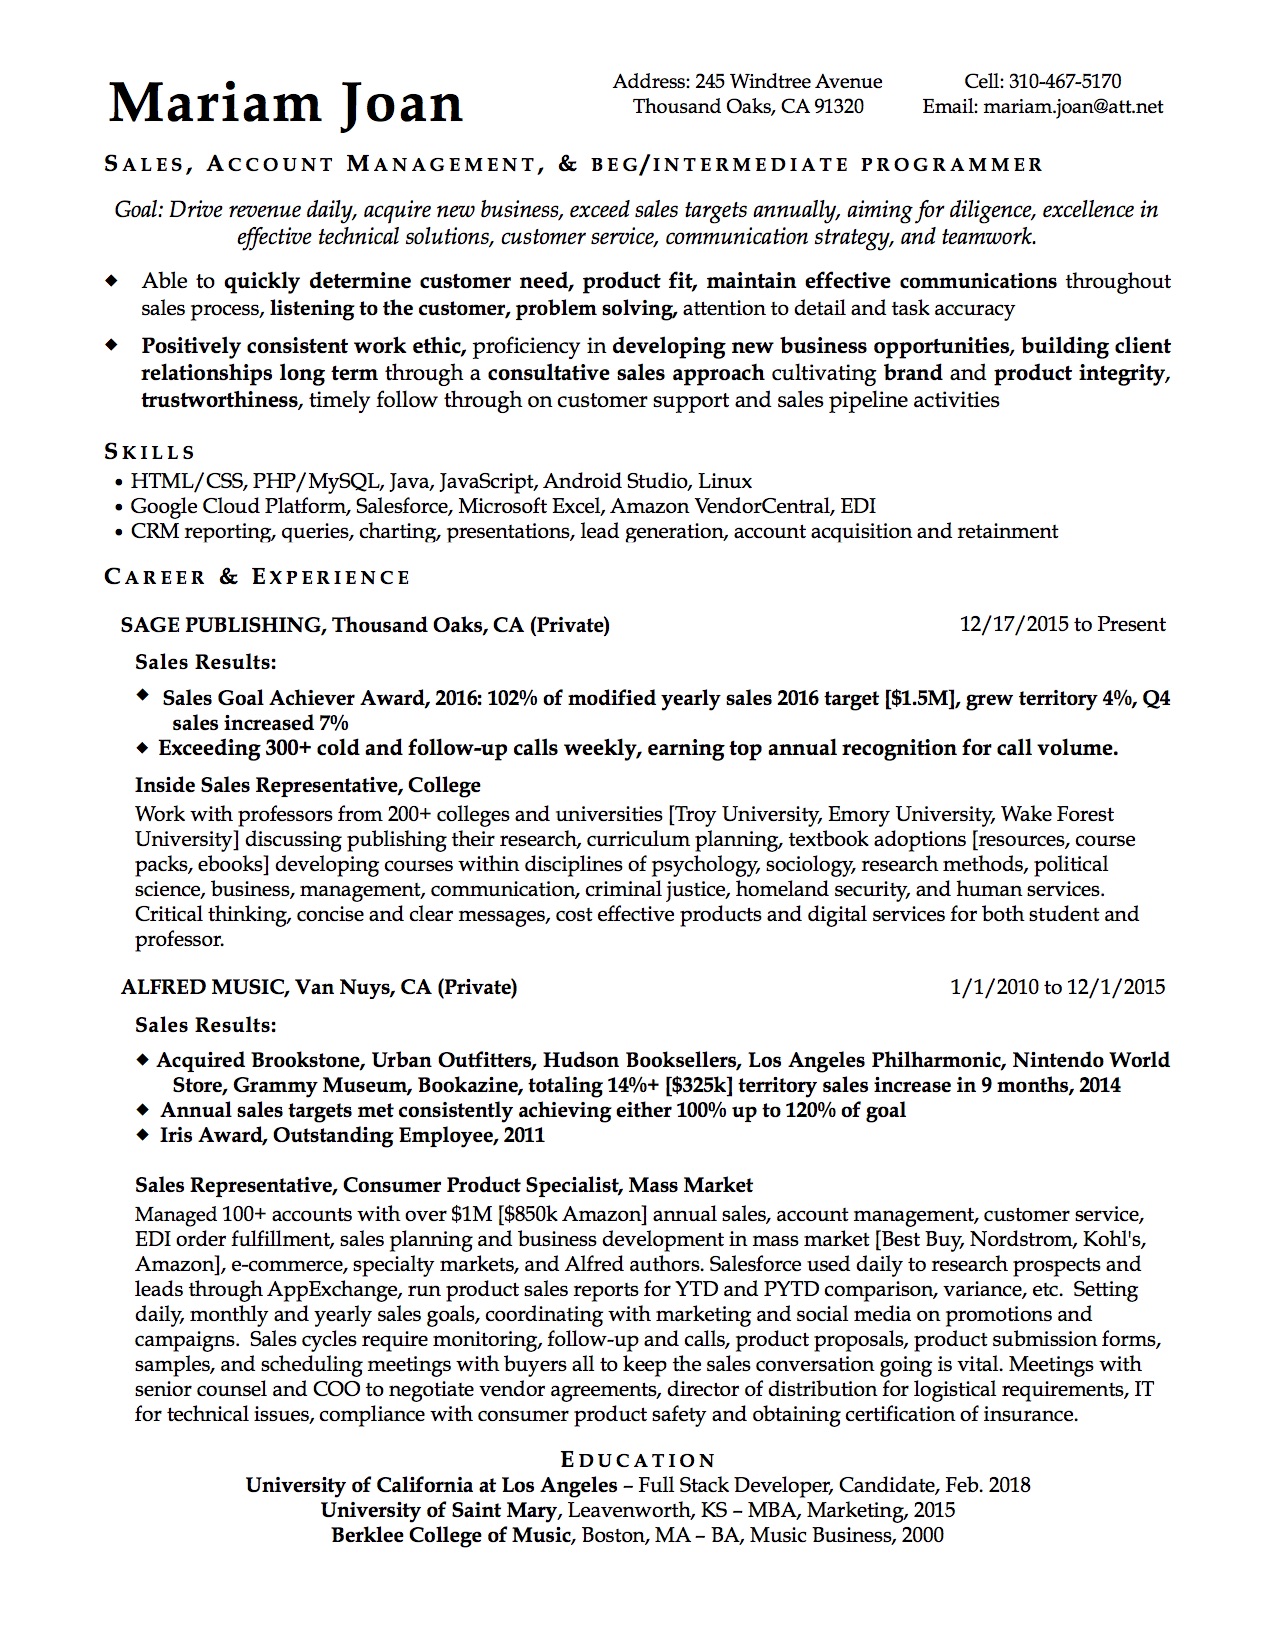 Mariam Joan
Address: 245 Windtree Avenue
Thousand Oaks, CA 91320
Cell: 310-467-5170
Email: mariam.joan@att.net
SALES, ACCOUNT MANAGEMENT, & BEG/INTERMEDIATE PROGRAMMER
Goal: Drive revenue daily, acquire new business, exceed sales targets annually, aiming for diligence, excellence in
effective technical solutions, customer service, communication strategy, and teamwork.
◆ Able to quickly determine customer need, product fit, maintain effective communications throughout
sales process, listening to the customer, problem solving, attention to detail and task accuracy
◆ Positively consistent work ethic, proficiency in developing new business opportunities, building client
relationships long term through a consultative sales approach cultivating brand and product integrity,
trustworthiness, timely follow through on customer support and sales pipeline activities
SKILLS
• HTML/CSS, PHP/MySQL, Java, JavaScript, Android Studio, Linux
• Google Cloud Platform, Salesforce, Microsoft Excel, Amazon VendorCentral, EDI
• CRM reporting, queries, charting, presentations, lead generation, account acquisition and retainment
CAREER & EXPERIENCE
SAGE PUBLISHING, Thousand Oaks, CA (Private) 12/17/2015 to Present
Sales Results:
◆ Sales Goal Achiever Award, 2016: 102% of modified yearly sales 2016 target [$1.5M], grew territory 4%, Q4
sales increased 7%
◆ Exceeding 300+ cold and follow-up calls weekly, earning top annual recognition for call volume.
Inside Sales Representative, College
Work with professors from 200+ colleges and universities [Troy University, Emory University, Wake Forest
University] discussing publishing their research, curriculum planning, textbook adoptions [resources, course
packs, ebooks] developing courses within disciplines of psychology, sociology, research methods, political
science, business, management, communication, criminal justice, homeland security, and human services.
Critical thinking, concise and clear messages, cost effective products and digital services for both student and
professor.
ALFRED MUSIC, Van Nuys, CA (Private) 1/1/2010 to 12/1/2015
Sales Results:
◆ Acquired Brookstone, Urban Outfitters, Hudson Booksellers, Los Angeles Philharmonic, Nintendo World
Store, Grammy Museum, Bookazine, totaling 14%+ [$325k] territory sales increase in 9 months, 2014
◆ Annual sales targets met consistently achieving either 100% up to 120% of goal
◆ Iris Award, Outstanding Employee, 2011
Sales Representative, Consumer Product Specialist, Mass Market
Managed 100+ accounts with over $1M [$850k Amazon] annual sales, account management, customer service,
EDI order fulfillment, sales planning and business development in mass market [Best Buy, Nordstrom, Kohl's,
Amazon], e-commerce, specialty markets, and Alfred authors. Salesforce used daily to research prospects and
leads through AppExchange, run product sales reports for YTD and PYTD comparison, variance, etc.  Setting
daily, monthly and yearly sales goals, coordinating with marketing and social media on promotions and
campaigns.  Sales cycles require monitoring, follow-up and calls, product proposals, product submission forms,
samples, and scheduling meetings with buyers all to keep the sales conversation going is vital. Meetings with
senior counsel and COO to negotiate vendor agreements, director of distribution for logistical requirements, IT
for technical issues, compliance with consumer product safety and obtaining certification of insurance.
EDUCATION
University of California at Los Angeles – Full Stack Developer, Candidate, Feb. 2018
University of Saint Mary, Leavenworth, KS – MBA, Marketing, 2015
Berklee College of Music, Boston, MA – BA, Music Business, 2000